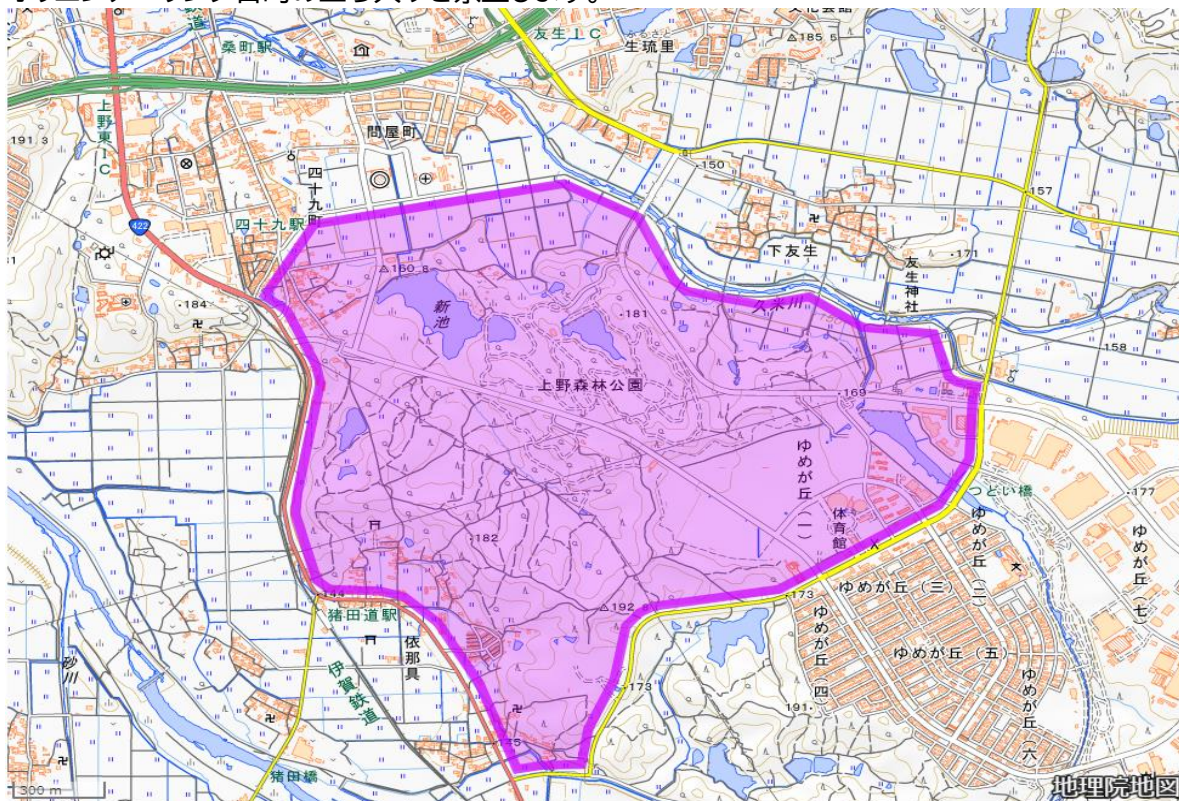 桑町駅
友生IC
生琉里
185.5
191.3
上野東IC
問屋町
150
157
四十九町
422
四十九駅
下友生
171
友生神社
160.8
184
新池
181
久米川
158
上野森林公園
169
ゆめが丘(一)
体育館
つどい橋
177
ゆめが丘(二)
ゆめが丘(七)
182
144
192
173
猪田道駅
依那具
ゆめが丘(三)
ゆめが丘(四)
ゆめが丘(五)
ゆめが丘 六
砂川
伊賀鉄道
173
191
145
猪田橋
300 m
地理院地図